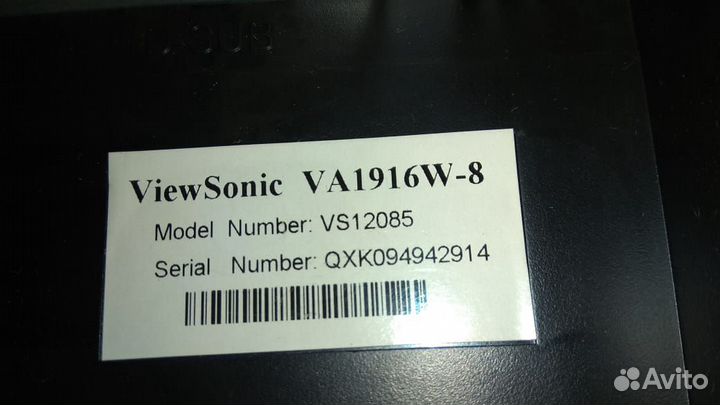 ViewSonic VA1916W-8
Model Number: VS12085
Serial Number: QXK094942914
Avito